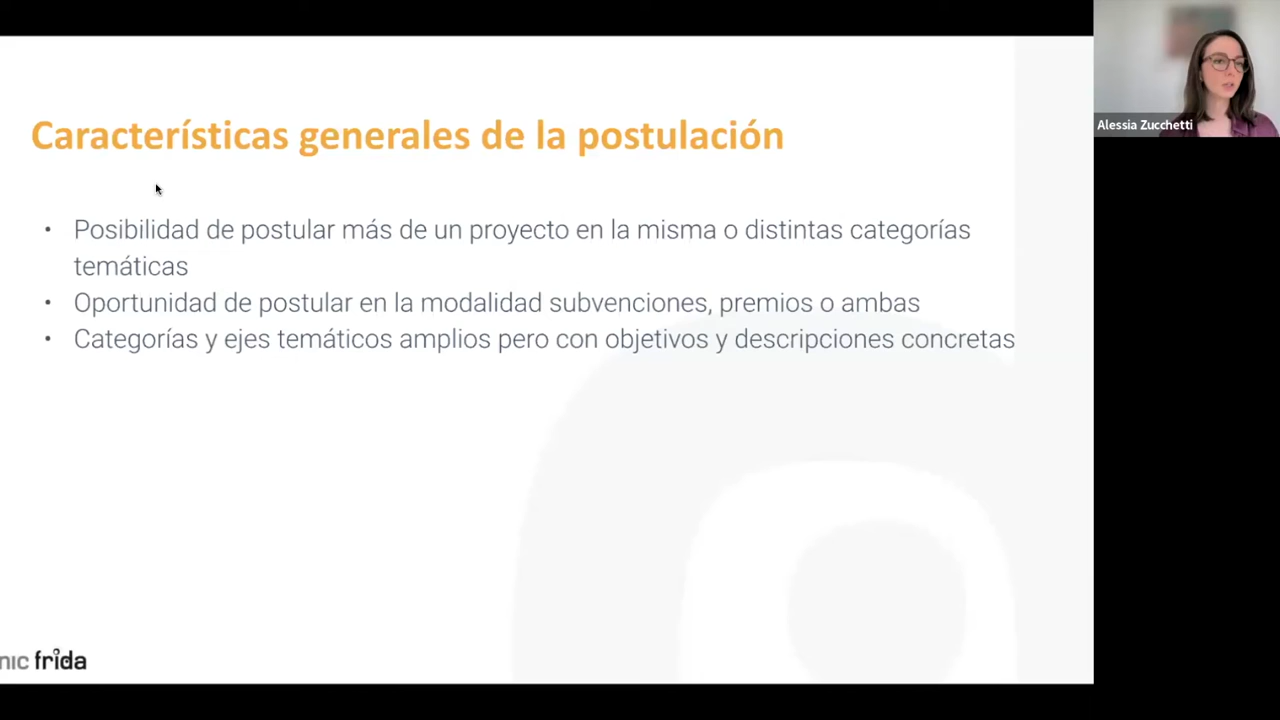 Características generales de la postulación
Alessia Zucchetti
• Posibilidad de postular más de un proyecto en la misma o distintas categorías
temáticas
• Oportunidad de postular en la modalidad subvenciones, premios o ambas
• Categorías y ejes temáticos amplios pero con objetivos y descripciones concretas
nic frida